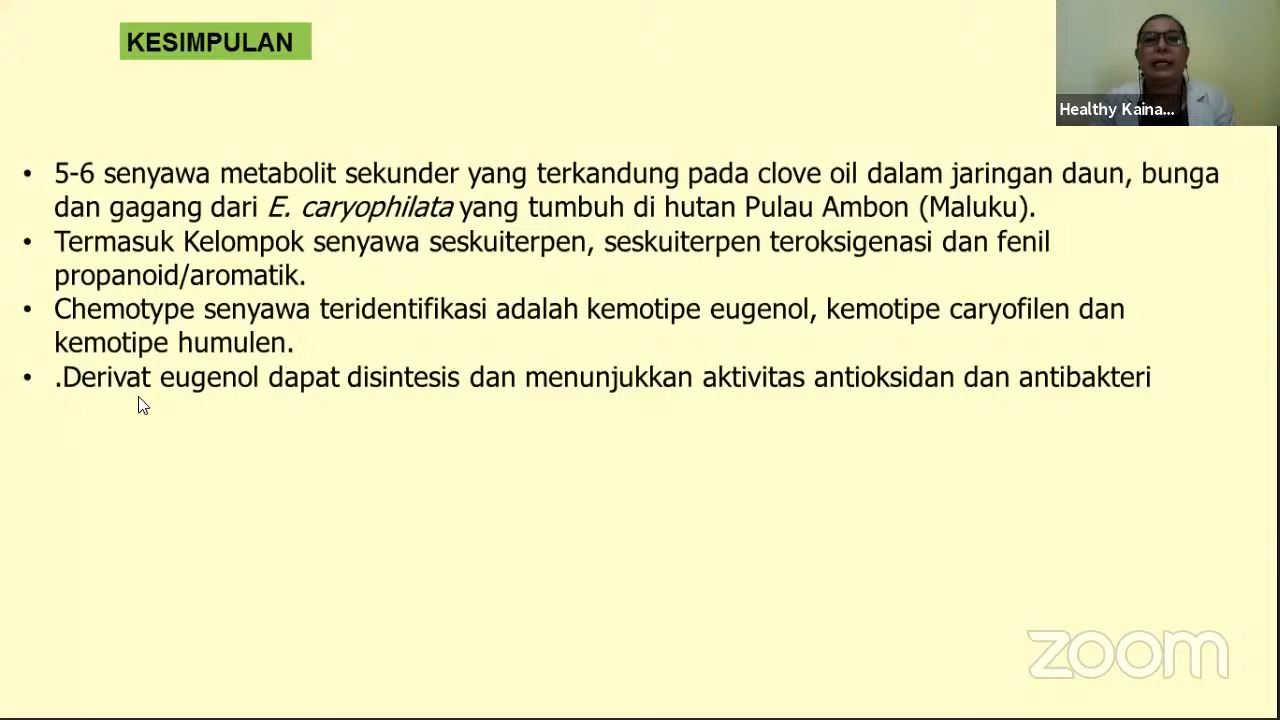 KESIMPULAN
Healthy Kaina...
• 5-6 senyawa metabolit sekunder yang terkandung pada clove oil dalam jaringan daun, bunga
dan gagang dari E. caryophilata yang tumbuh di hutan Pulau Ambon (Maluku).
• Termasuk Kelompok senyawa seskuiterpen, seskuiterpen teroksigenasi dan fenil
propanoid/aromatik.
• Chemotype senyawa teridentifikasi adalah kemotipe eugenol, kemotipe caryofilen dan
kemotipe humulen.
• .Derivat eugenol dapat disintesis dan menunjukkan aktivitas antioksidan dan antibakteri
zoom